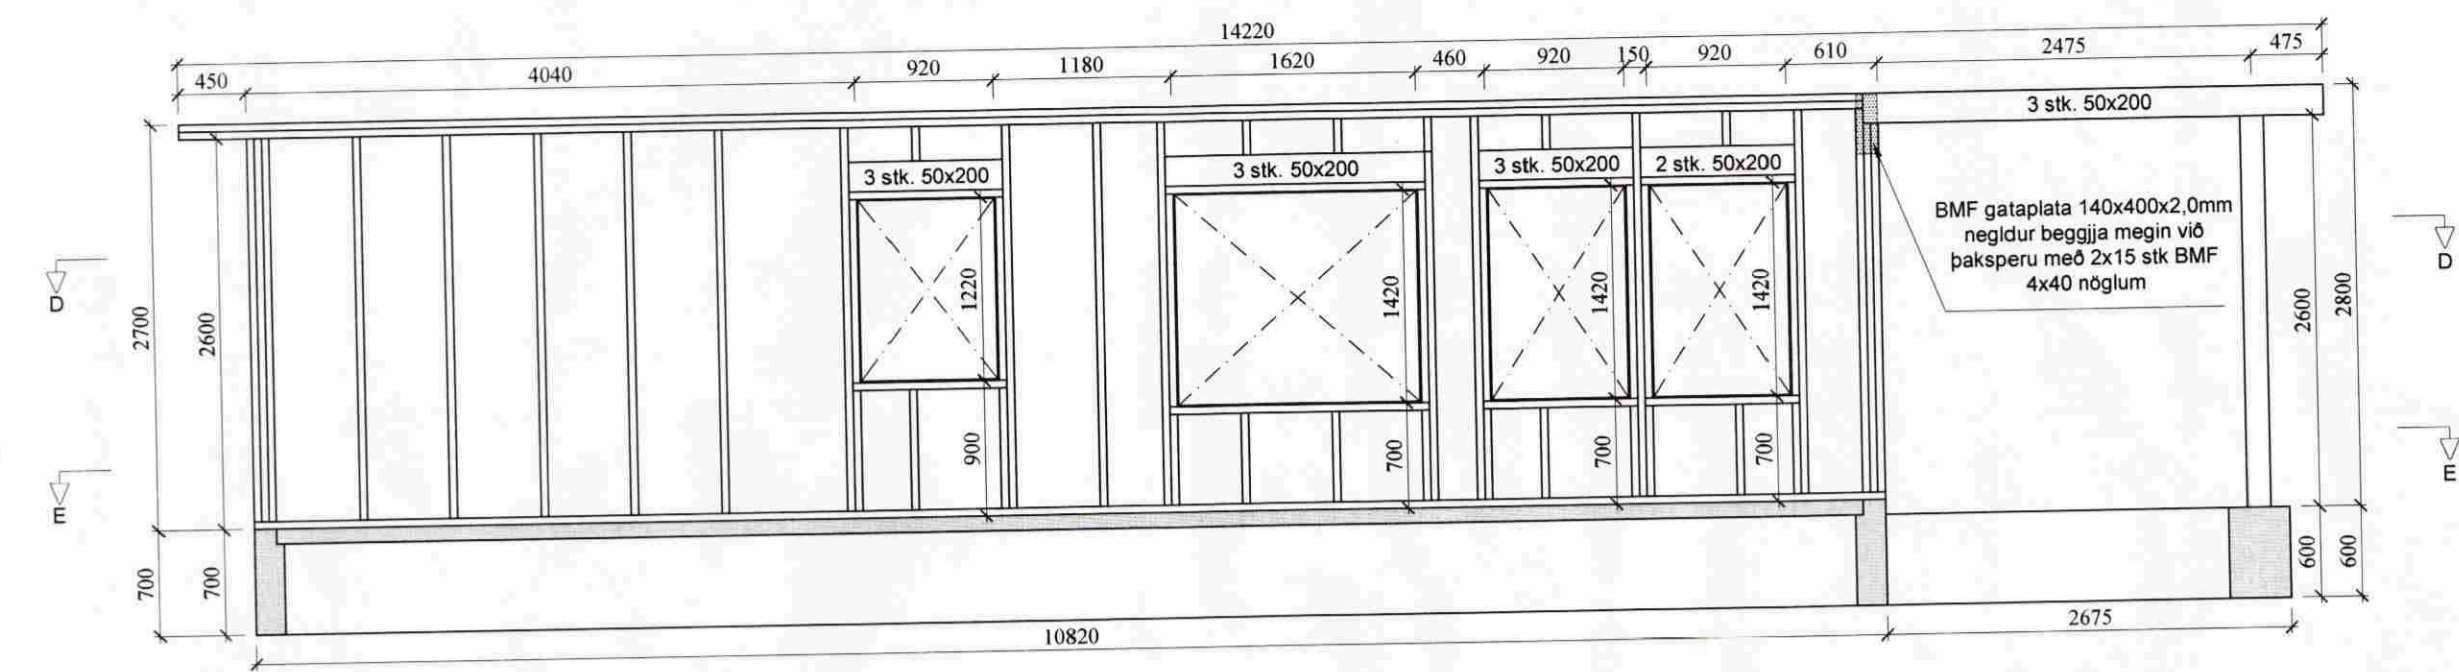 14220
450
4040
920
1180
1620
460
920
150
920
610
2475
475
3 stk. 50x200
3 stk. 50x200
3 stk. 50x200
3 stk. 50x200
2 stk. 50x200
BMF gataplata 140x400x2,0mm
negldur beggjja megin við
þaksperu með 2x15 stk BMF
4x40 nöglum
D
D
2700
2600
1220
1420
1420
1420
2600
2800
E
E
900
700
700
700
700
700
600
600
10820
2675